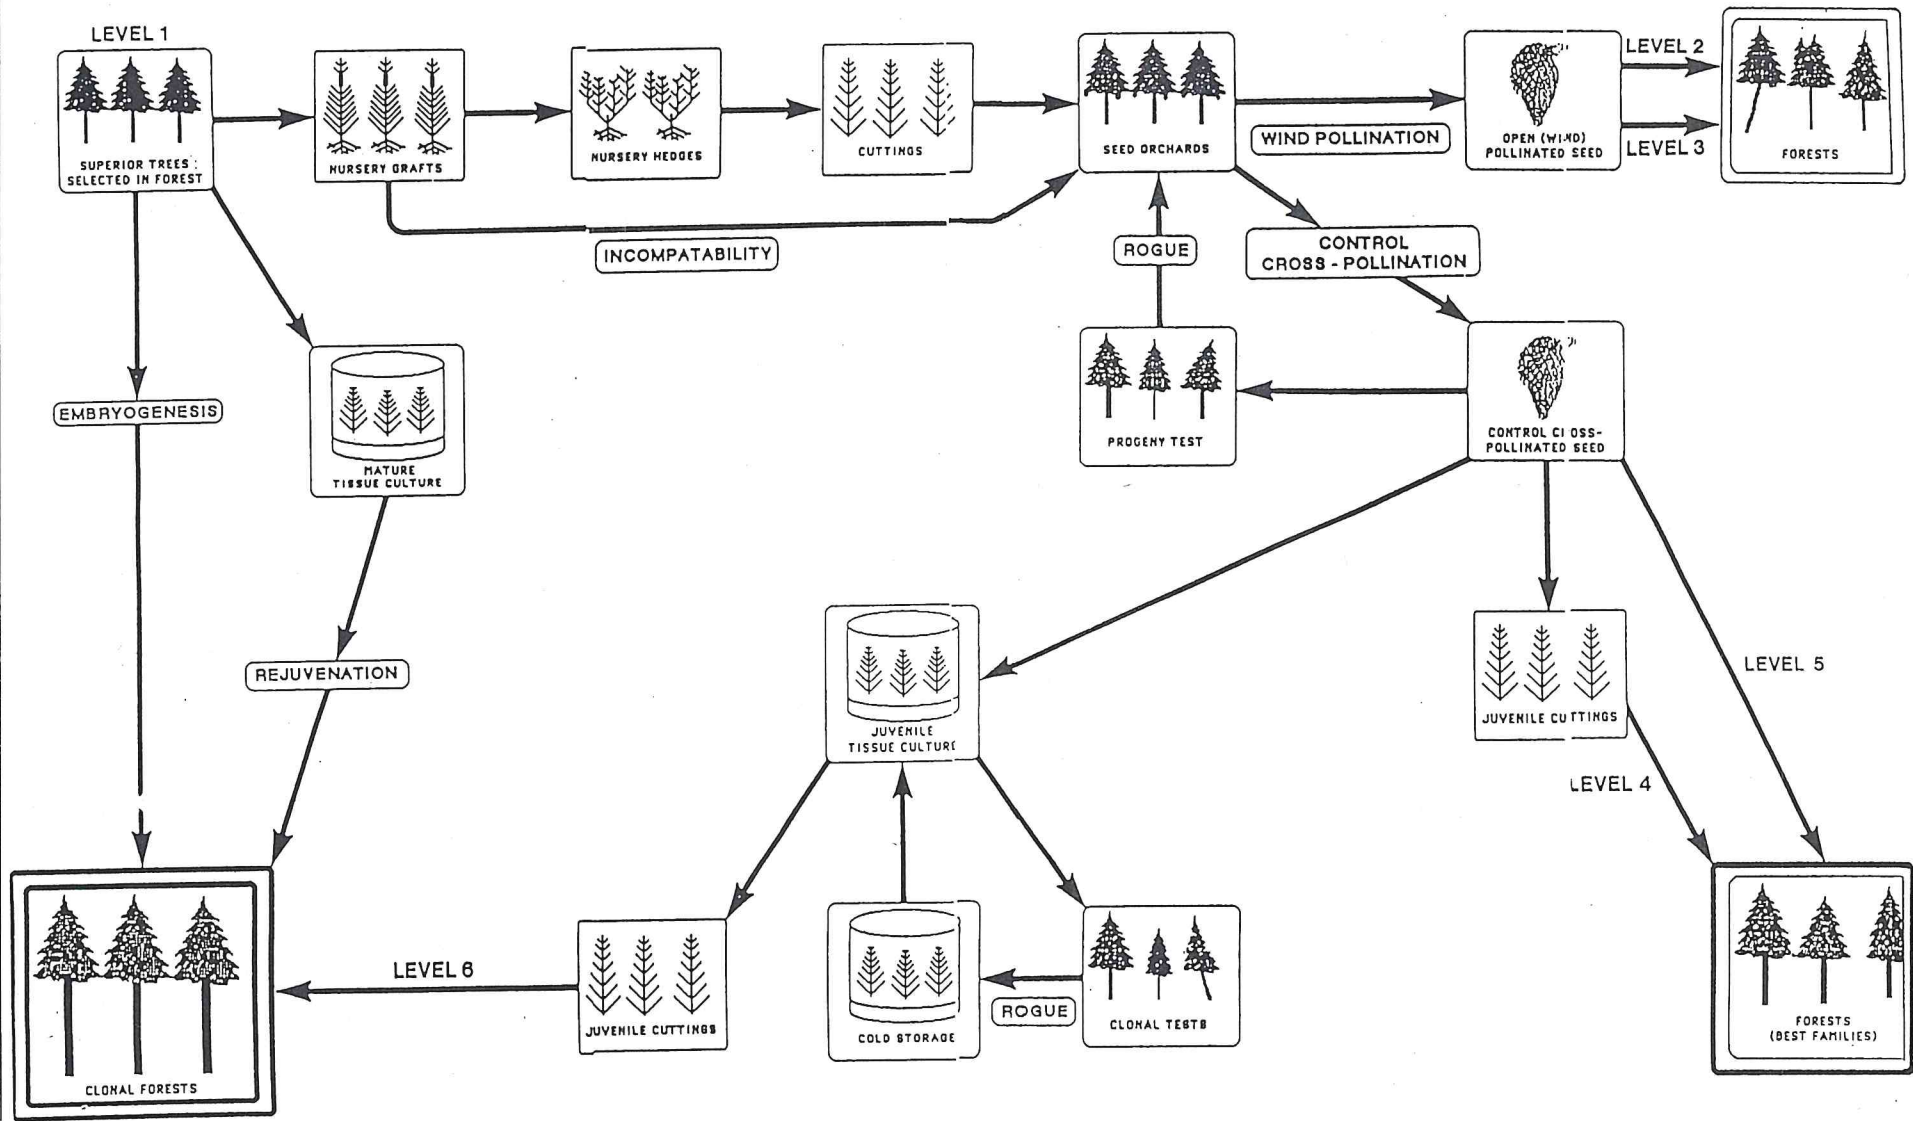 LEVEL 1
SUPERIOR TREES :
SELECTED IN FOREST
NURSERY GRAFTS
NURSERY HEDGES
CUTTINGS
SEED ORCHARDS
WIND POLLINATION
OPEN (WIND)
POLLINATED SEED
LEVEL 2
LEVEL 3
FORESTS
INCOMPATABILITY
ROGUE
CONTROL
CROSS - POLLINATION
EMBRYOGENESIS
MATURE
TISSUE CULTURE
PROGENY TEST
CONTROL CROSS-
POLLINATED SEED
REJUVENATION
JUVENILE
TISSUE CULTURE
JUVENILE CUTTINGS
LEVEL 5
LEVEL 4
LEVEL 6
JUVENILE CUTTINGS
COLD STORAGE
ROGUE
CLONAL TESTS
FORESTS
(BEST FAMILIES)
CLONAL FORESTS